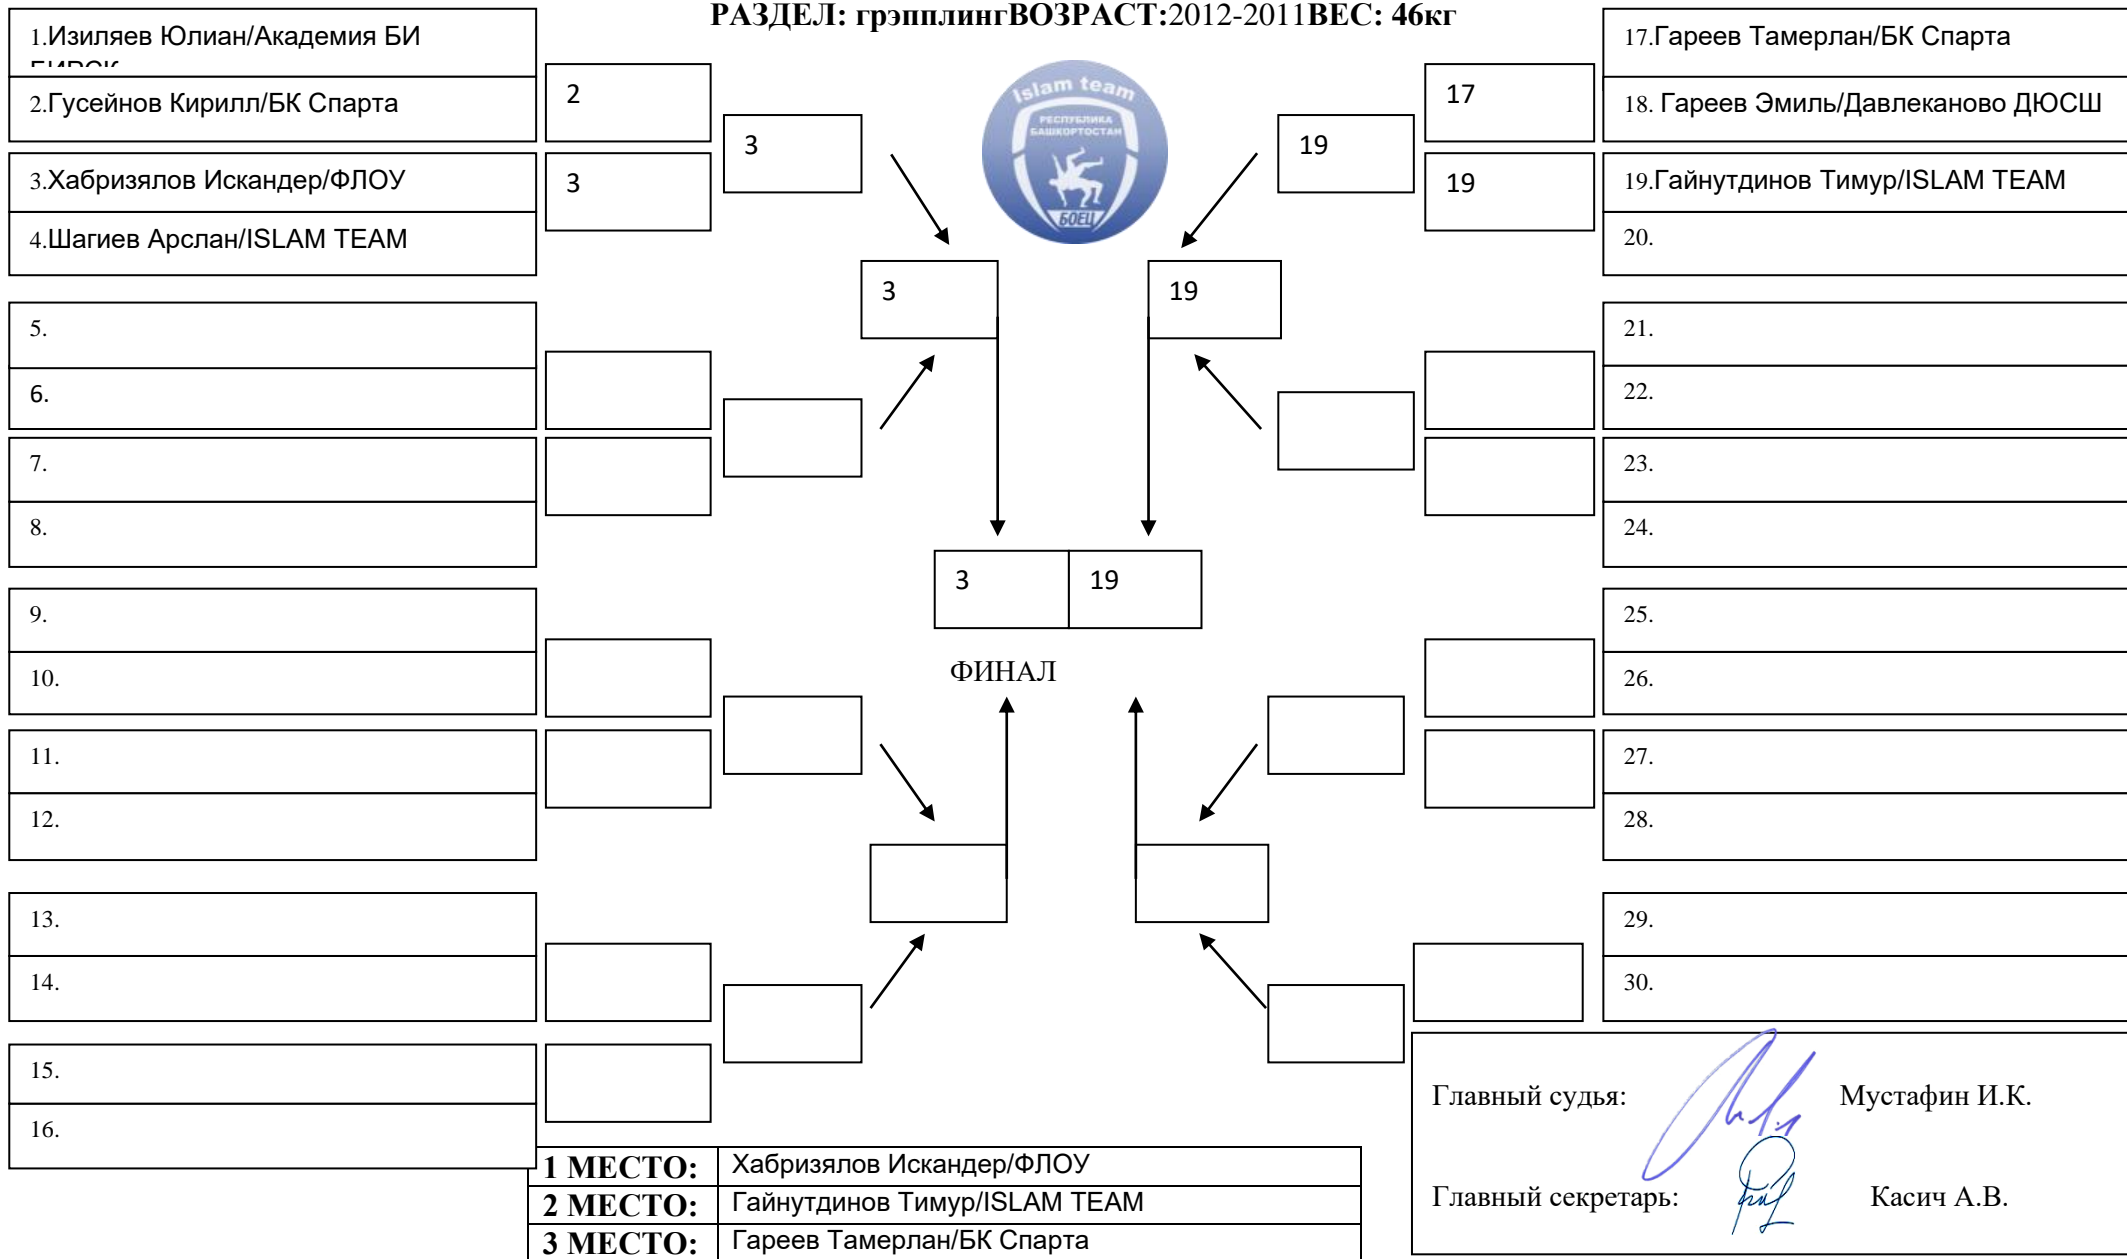 РАЗДЕЛ: грэпплингВОЗРАСТ:2012-2011ВЕС: 46кг
1.Изиляев Юлиан/Академия БИ
2.Гусейнов Кирилл/БК Спарта
3.Хабризялов Искандер/ФЛОУ
4.Шагиев Арслан/ISLAM TEAM
5.
6.
7.
8.
9.
10.
11.
12.
13.
14.
15.
16.
2
3
3
3
Islam team
РЕСПУБЛИКА
БАШКОРТОСТАН
БОЕЦ
19
19
17
19
17.Гареев Тамерлан/БК Спарта
18. Гареев Эмиль/Давлеканово ДЮСШ
19.Гайнутдинов Тимур/ISLAM TEAM
20.
21.
22.
23.
24.
25.
26.
27.
28.
29.
30.
3 19
ФИНАЛ
1 МЕСТО: Хабризялов Искандер/ФЛОУ
2 МЕСТО: Гайнутдинов Тимур/ISLAM TEAM
3 МЕСТО: Гареев Тамерлан/БК Спарта
Главный судья: Мустафин И.К.
Главный секретарь: Касич А.В.